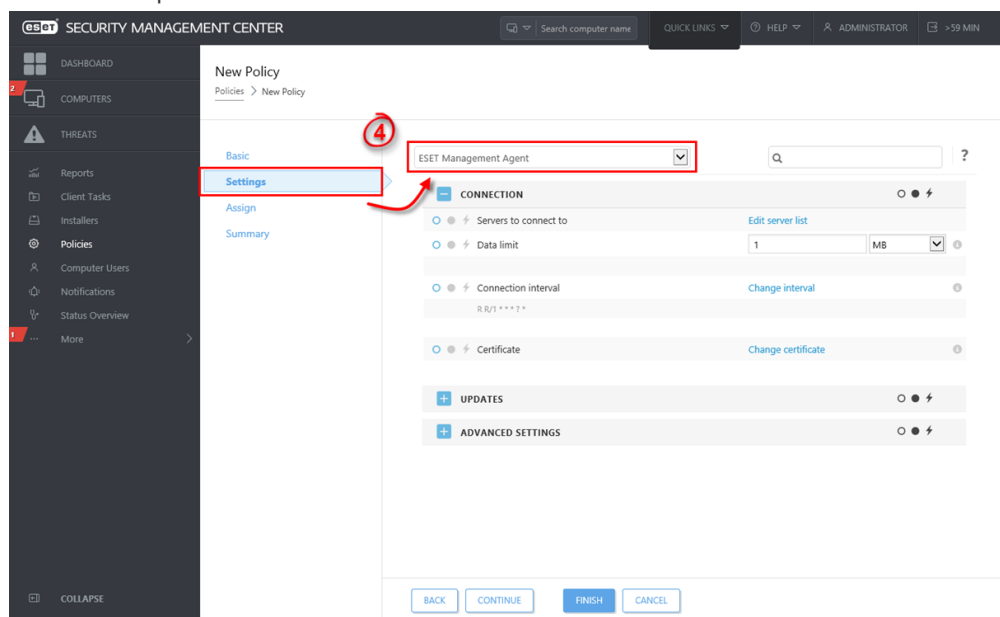 eset SECURITY MANAGEMENT CENTER
Search computer name
QUICK LINKS
HELP
ADMINISTRATOR
>59 MIN
DASHBOARD
2
COMPUTERS
THREATS
Reports
Client Tasks
Installers
Policies
Computer Users
Notifications
Status Overview
1
More
COLLAPSE
New Policy
Policies > New Policy
Basic
Settings
Assign
Summary
4
ESET Management Agent
?
CONNECTION
Servers to connect to Edit server list
Data limit 1 MB
Connection interval Change interval
R R/1 * * * ? *
Certificate Change certificate
UPDATES
ADVANCED SETTINGS
BACK CONTINUE FINISH CANCEL